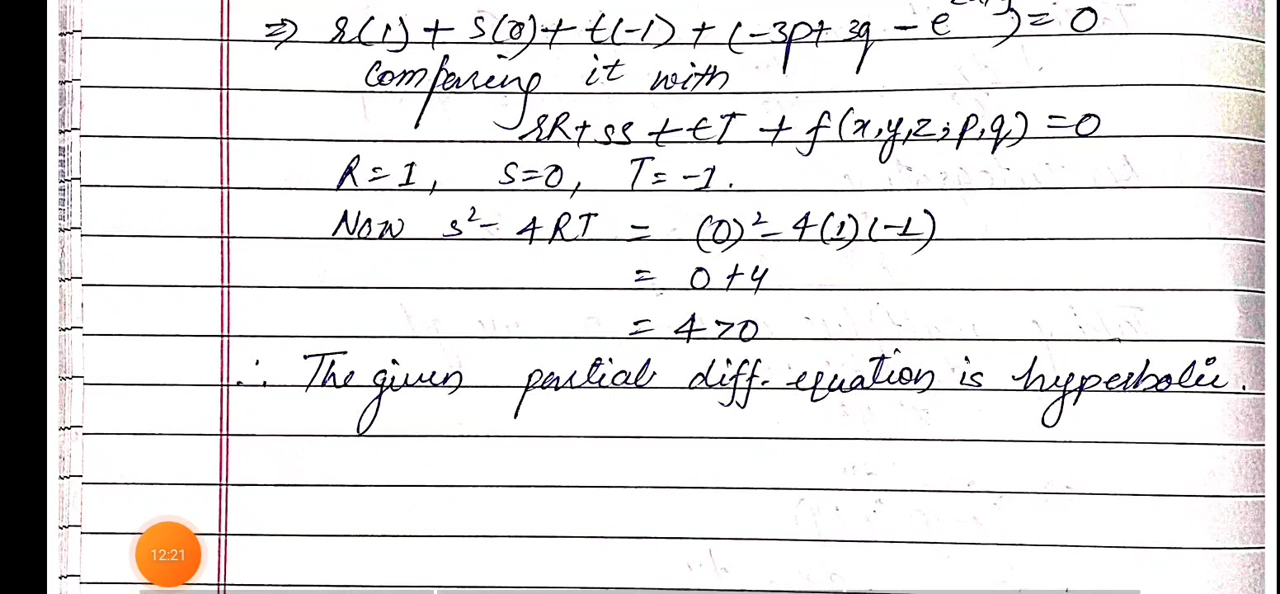 ⇒ r(1) + s(0) + t(-1) + (-3p + 3q - e) = 0
Comparing it with
rR + sS + tT + f(x,y,z,p,q) = 0
R = 1, S=0, T= -1.
Now s² - 4RT = (0)² - 4(1)(-1)
= 0+4
= 4>0
∴ The given partial diff. equation is hyperbolic.
12:21